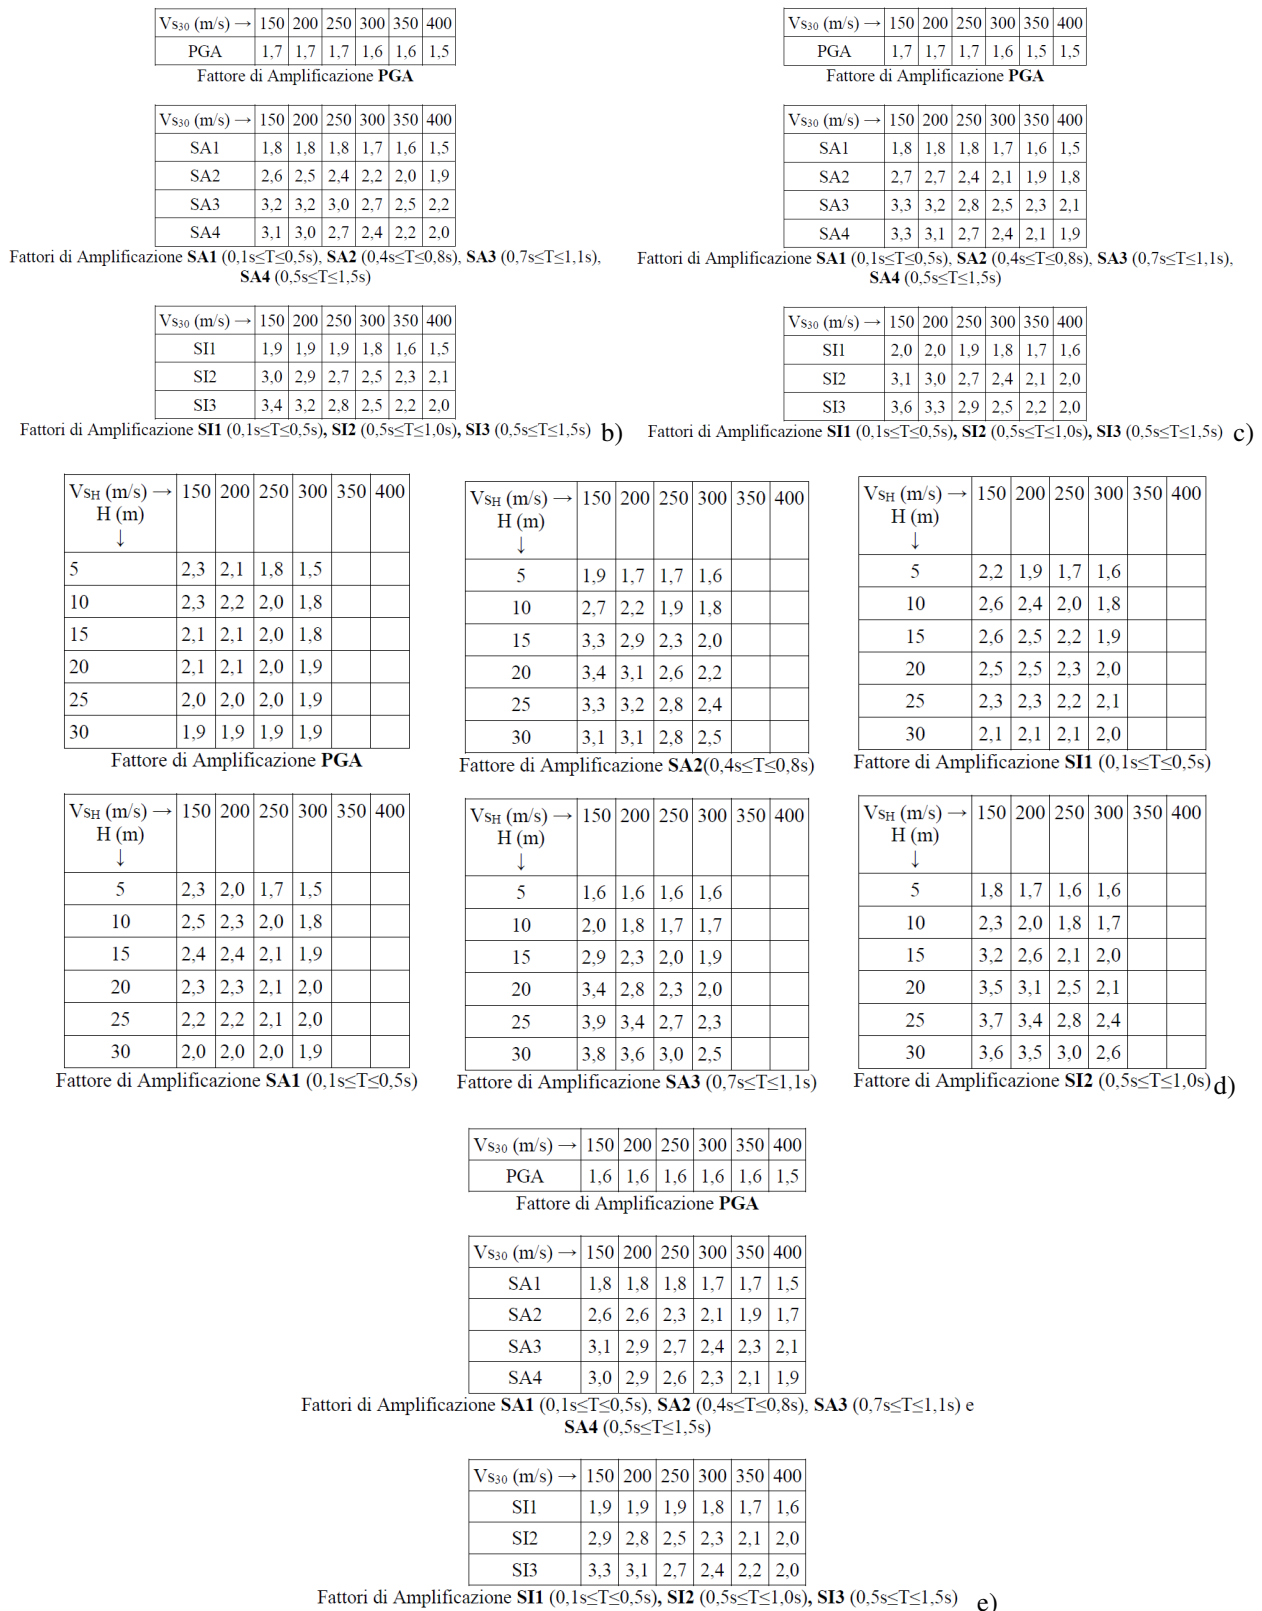 Vs30 (m/s) → 150 200 250 300 350 400
PGA 1,7 1,7 1,7 1,6 1,6 1,5
Fattore di Amplificazione PGA
Vs30 (m/s) → 150 200 250 300 350 400
SA1 1,8 1,8 1,8 1,7 1,6 1,5
SA2 2,6 2,5 2,4 2,2 2,0 1,9
SA3 3,2 3,2 3,0 2,7 2,5 2,2
SA4 3,1 3,0 2,7 2,4 2,2 2,0
Fattori di Amplificazione SA1 (0,1s≤T≤0,5s), SA2 (0,4s≤T≤0,8s), SA3 (0,7s≤T≤1,1s),
SA4 (0,5s≤T≤1,5s)
Vs30 (m/s) → 150 200 250 300 350 400
SI1 1,9 1,9 1,9 1,8 1,6 1,5
SI2 3,0 2,9 2,7 2,5 2,3 2,1
SI3 3,4 3,2 2,8 2,5 2,2 2,0
Fattori di Amplificazione SI1 (0,1s≤T≤0,5s), SI2 (0,5s≤T≤1,0s), SI3 (0,5s≤T≤1,5s) b)
Vs30 (m/s) → 150 200 250 300 350 400
PGA 1,7 1,7 1,7 1,6 1,5 1,5
Fattore di Amplificazione PGA
Vs30 (m/s) → 150 200 250 300 350 400
SA1 1,8 1,8 1,8 1,7 1,6 1,5
SA2 2,7 2,7 2,4 2,1 1,9 1,8
SA3 3,3 3,2 2,8 2,5 2,3 2,1
SA4 3,3 3,1 2,7 2,4 2,1 1,9
Fattori di Amplificazione SA1 (0,1s≤T≤0,5s), SA2 (0,4s≤T≤0,8s), SA3 (0,7s≤T≤1,1s),
SA4 (0,5s≤T≤1,5s)
Vs30 (m/s) → 150 200 250 300 350 400
SI1 2,0 2,0 1,9 1,8 1,7 1,6
SI2 3,1 3,0 2,7 2,4 2,1 2,0
SI3 3,6 3,3 2,9 2,5 2,2 2,0
Fattori di Amplificazione SI1 (0,1s≤T≤0,5s), SI2 (0,5s≤T≤1,0s), SI3 (0,5s≤T≤1,5s) c)
VsH (m/s) → 150 200 250 300 350 400
H (m)
↓
5 2,3 2,1 1,8 1,5
10 2,3 2,2 2,0 1,8
15 2,1 2,1 2,0 1,8
20 2,1 2,1 2,0 1,9
25 2,0 2,0 2,0 1,9
30 1,9 1,9 1,9 1,9
Fattore di Amplificazione PGA
VsH (m/s) → 150 200 250 300 350 400
H (m)
↓
5 1,9 1,7 1,7 1,6
10 2,7 2,2 1,9 1,8
15 3,3 2,9 2,3 2,0
20 3,4 3,1 2,6 2,2
25 3,3 3,2 2,8 2,4
30 3,1 3,1 2,8 2,5
Fattore di Amplificazione SA2(0,4s≤T≤0,8s)
VsH (m/s) → 150 200 250 300 350 400
H (m)
↓
5 2,2 1,9 1,7 1,6
10 2,6 2,4 2,0 1,8
15 2,6 2,5 2,2 1,9
20 2,5 2,5 2,3 2,0
25 2,3 2,3 2,2 2,1
30 2,1 2,1 2,1 2,0
Fattore di Amplificazione SI1 (0,1s≤T≤0,5s)
VsH (m/s) → 150 200 250 300 350 400
H (m)
↓
5 2,3 2,0 1,7 1,5
10 2,5 2,3 2,0 1,8
15 2,4 2,4 2,1 1,9
20 2,3 2,3 2,1 2,0
25 2,2 2,2 2,1 2,0
30 2,0 2,0 2,0 1,9
Fattore di Amplificazione SA1 (0,1s≤T≤0,5s)
VsH (m/s) → 150 200 250 300 350 400
H (m)
↓
5 1,6 1,6 1,6 1,6
10 2,0 1,8 1,7 1,7
15 2,9 2,3 2,0 1,9
20 3,4 2,8 2,3 2,0
25 3,9 3,4 2,7 2,3
30 3,8 3,6 3,0 2,5
Fattore di Amplificazione SA3 (0,7s≤T≤1,1s)
VsH (m/s) → 150 200 250 300 350 400
H (m)
↓
5 1,8 1,7 1,6 1,6
10 2,3 2,0 1,8 1,7
15 3,2 2,6 2,1 2,0
20 3,5 3,1 2,5 2,1
25 3,7 3,4 2,8 2,4
30 3,6 3,5 3,0 2,6
Fattore di Amplificazione SI2 (0,5s≤T≤1,0s) d)
Vs30 (m/s) → 150 200 250 300 350 400
PGA 1,6 1,6 1,6 1,6 1,6 1,5
Fattore di Amplificazione PGA
Vs30 (m/s) → 150 200 250 300 350 400
SA1 1,8 1,8 1,8 1,7 1,7 1,5
SA2 2,6 2,6 2,3 2,1 1,9 1,7
SA3 3,1 2,9 2,7 2,4 2,3 2,1
SA4 3,0 2,9 2,6 2,3 2,1 1,9
Fattori di Amplificazione SA1 (0,1s≤T≤0,5s), SA2 (0,4s≤T≤0,8s), SA3 (0,7s≤T≤1,1s) e
SA4 (0,5s≤T≤1,5s)
Vs30 (m/s) → 150 200 250 300 350 400
SI1 1,9 1,9 1,9 1,8 1,7 1,6
SI2 2,9 2,8 2,5 2,3 2,1 2,0
SI3 3,3 3,1 2,7 2,4 2,2 2,0
Fattori di Amplificazione SI1 (0,1s≤T≤0,5s), SI2 (0,5s≤T≤1,0s), SI3 (0,5s≤T≤1,5s) e)